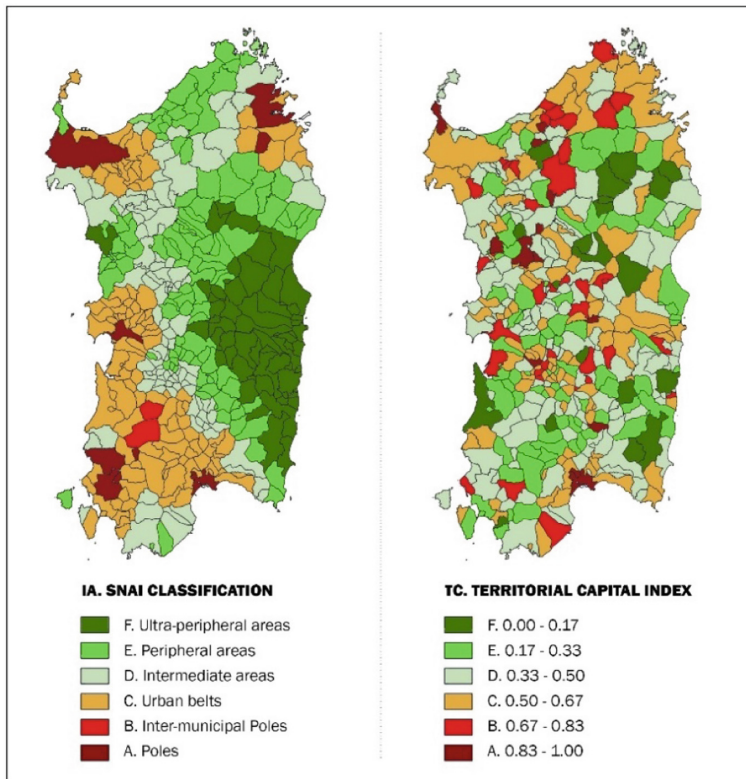 IA. SNAI CLASSIFICATION
F. Ultra-peripheral areas
E. Peripheral areas
D. Intermediate areas
C. Urban belts
B. Inter-municipal Poles
A. Poles
TC. TERRITORIAL CAPITAL INDEX
F. 0.00 - 0.17
E. 0.17 - 0.33
D. 0.33 - 0.50
C. 0.50 - 0.67
B. 0.67 - 0.83
A. 0.83 - 1.00